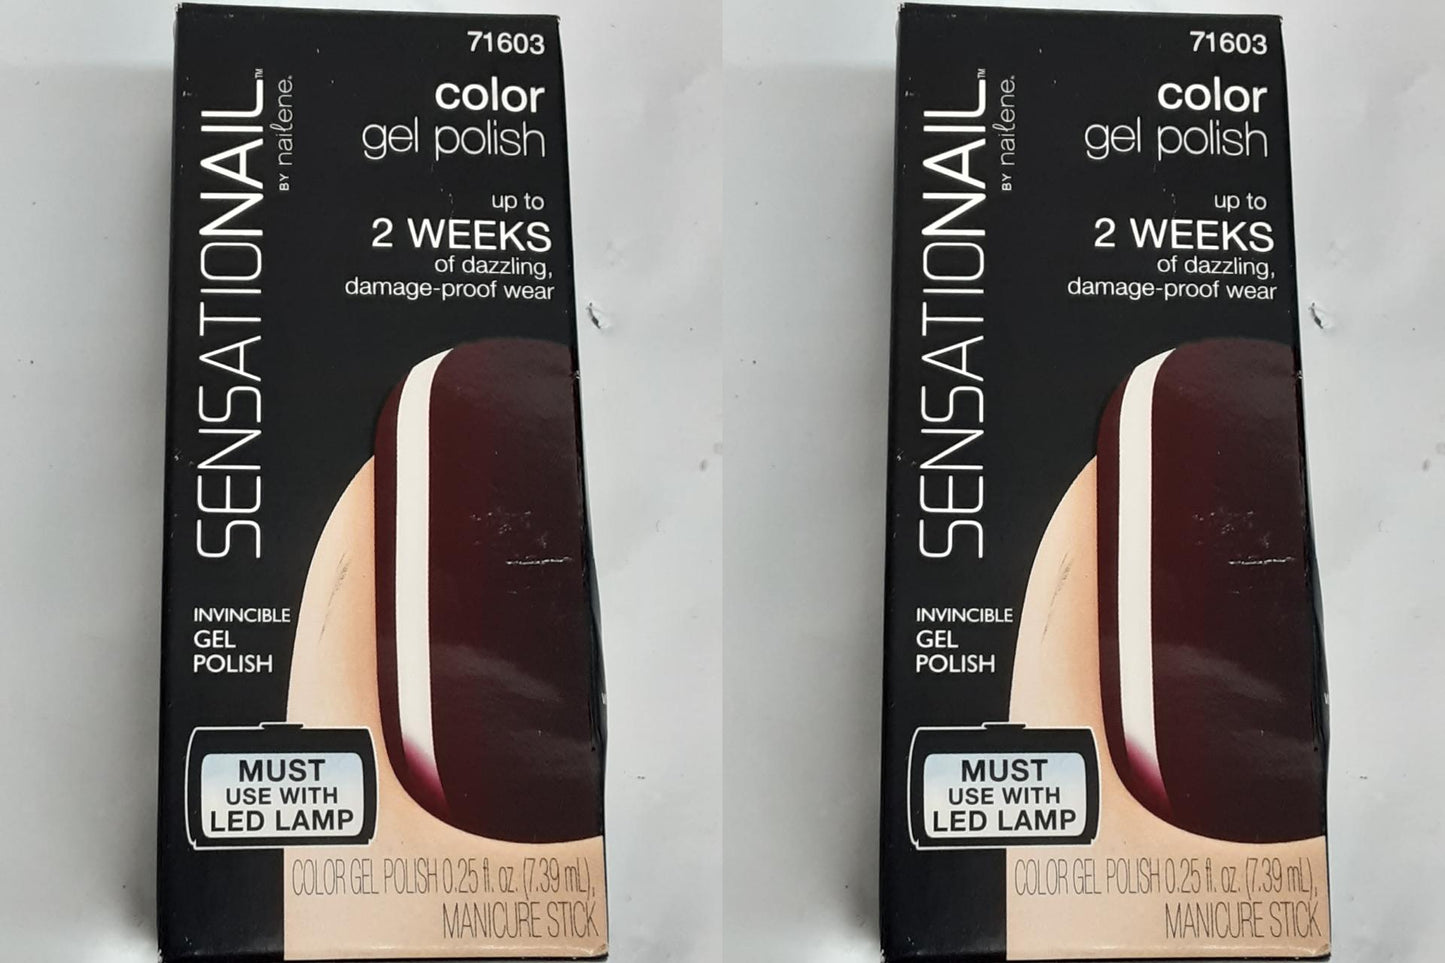 71603
color
gel polish
up to
2 WEEKS
of dazzling,
damage-proof wear
SENSATIONAIL™
BY nailene®
INVINCIBLE
GEL
POLISH
MUST
USE WITH
LED LAMP
COLOR GEL POLISH 0.25 fl. oz. (7.39 mL),
MANICURE STICK
71603
color
gel polish
up to
2 WEEKS
of dazzling,
damage-proof wear
SENSATIONAIL™
BY nailene®
INVINCIBLE
GEL
POLISH
MUST
USE WITH
LED LAMP
COLOR GEL POLISH 0.25 fl. oz. (7.39 mL),
MANICURE STICK